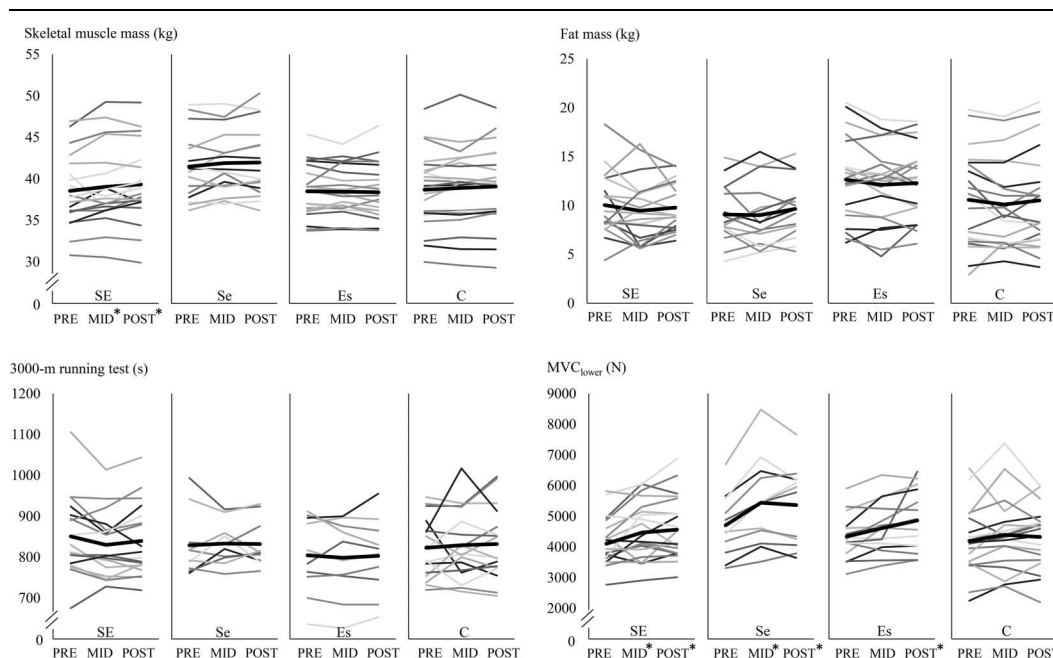 Skeletal muscle mass (kg)
55
50
45
40
35
30
0
SE
Se
Es
C
PRE MID* POST*
PRE MID POST
PRE MID POST
PRE MID POST
Fat mass (kg)
25
20
15
10
5
0
SE
Se
Es
C
PRE MID POST
PRE MID POST
PRE MID POST
PRE MID POST
3000-m running test (s)
1200
1000
900
800
700
0
SE
Se
Es
C
PRE MID POST
PRE MID POST
PRE MID POST
PRE MID POST
MVClower (N)
9000
8000
7000
6000
5000
4000
3000
2000
0
SE
Se
Es
C
PRE MID* POST*
PRE MID* POST*
PRE MID POST*
PRE MID POST